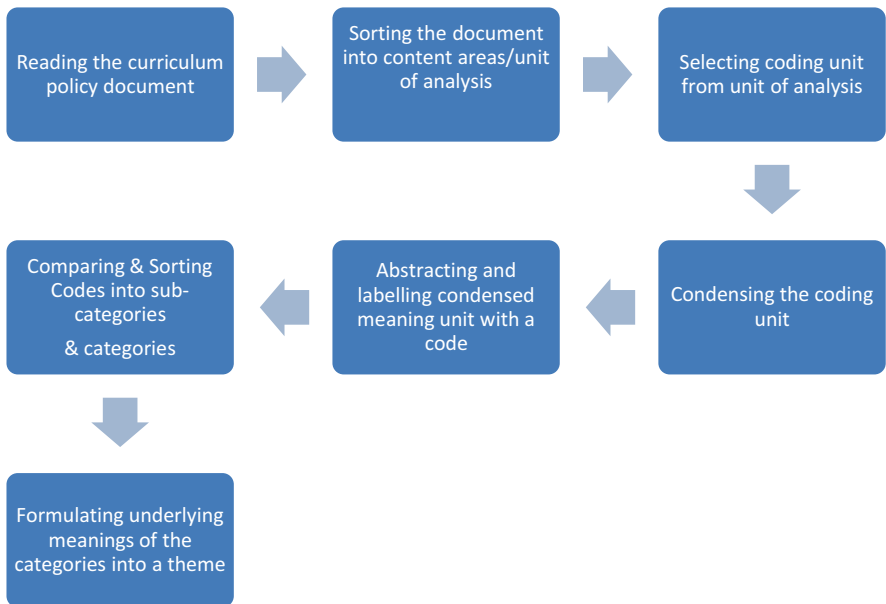 Reading the curriculum
policy document
Sorting the document
into content areas/unit
of analysis
Selecting coding unit
from unit of analysis
Condensing the coding
unit
Abstracting and
labelling condensed
meaning unit with a
code
Comparing & Sorting
Codes into sub-
categories
& categories
Formulating underlying
meanings of the
categories into a theme